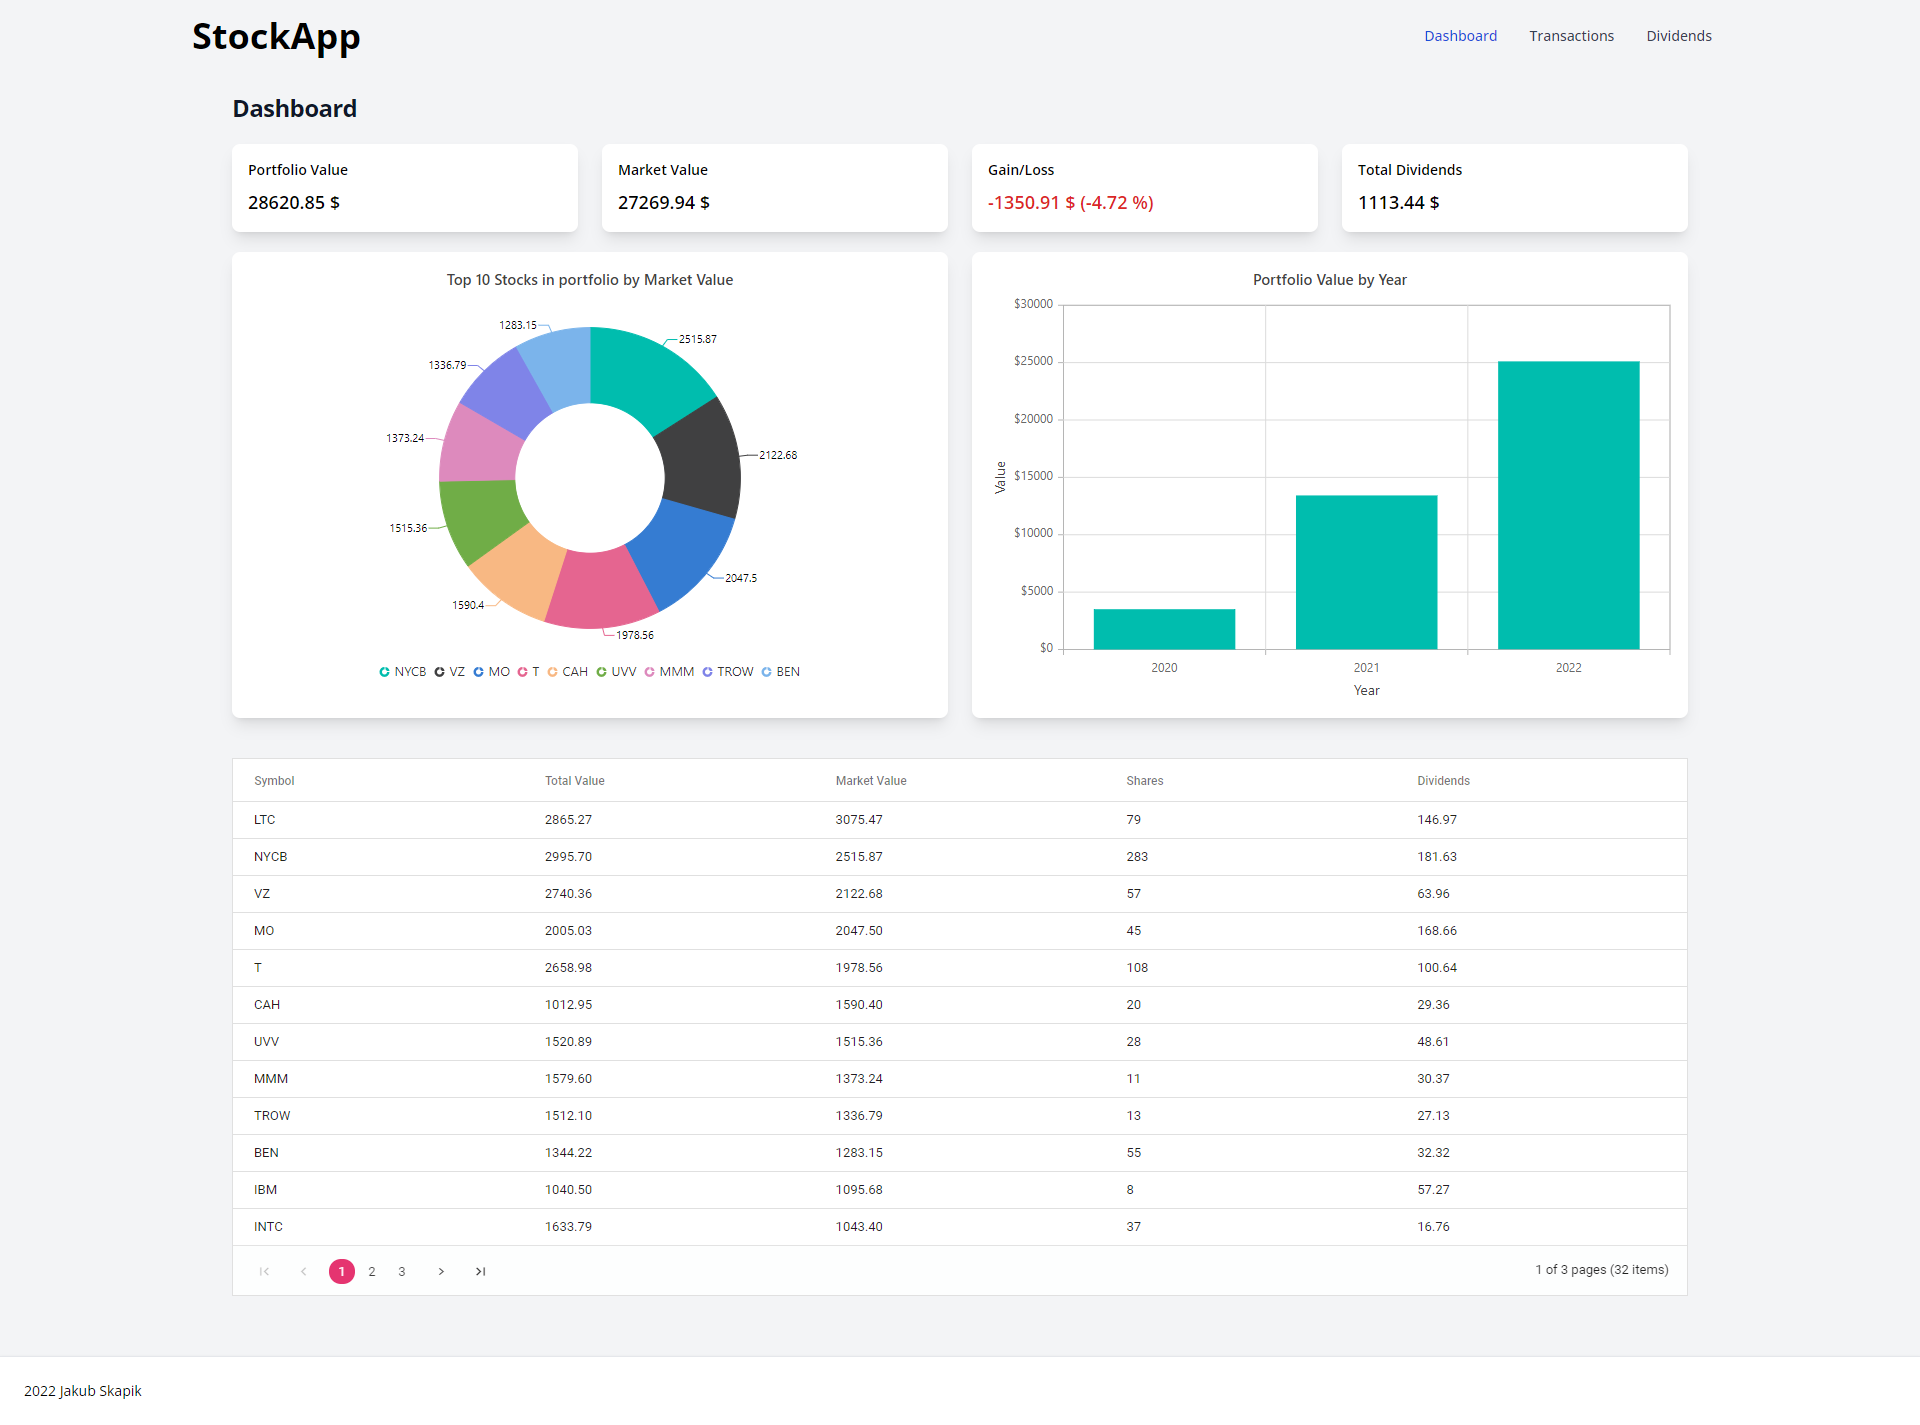 StockApp
Dashboard Transactions Dividends
Dashboard
Portfolio Value
28620.85 $
Market Value
27269.94 $
Gain/Loss
-1350.91 $ (-4.72 %)
Total Dividends
1113.44 $
Top 10 Stocks in portfolio by Market Value
1283.15
2515.87
1336.79
1373.24
2122.68
1515.36
2047.5
1590.4
1978.56
NYCB VZ MO T CAH UVV MMM TROW BEN
Portfolio Value by Year
$30000
$25000
$20000
$15000
$10000
$5000
$0
Value
2020 2021 2022
Year
Symbol Total Value Market Value Shares Dividends
LTC 2865.27 3075.47 79 146.97
NYCB 2995.70 2515.87 283 181.63
VZ 2740.36 2122.68 57 63.96
MO 2005.03 2047.50 45 168.66
T 2658.98 1978.56 108 100.64
CAH 1012.95 1590.40 20 29.36
UVV 1520.89 1515.36 28 48.61
MMM 1579.60 1373.24 11 30.37
TROW 1512.10 1336.79 13 27.13
BEN 1344.22 1283.15 55 32.32
IBM 1040.50 1095.68 8 57.27
INTC 1633.79 1043.40 37 16.76
1 2 3
1 of 3 pages (32 items)
2022 Jakub Skapik